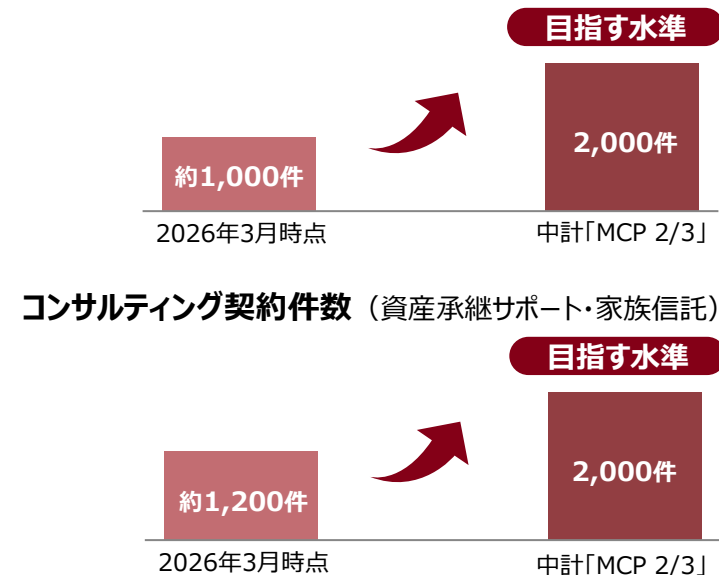 目指す水準
2,000件
約1,000件
2026年3月時点
中計「MCP 2/3」
コンサルティング契約件数（資産承継サポート・家族信託）
目指す水準
2,000件
約1,200件
2026年3月時点
中計「MCP 2/3」